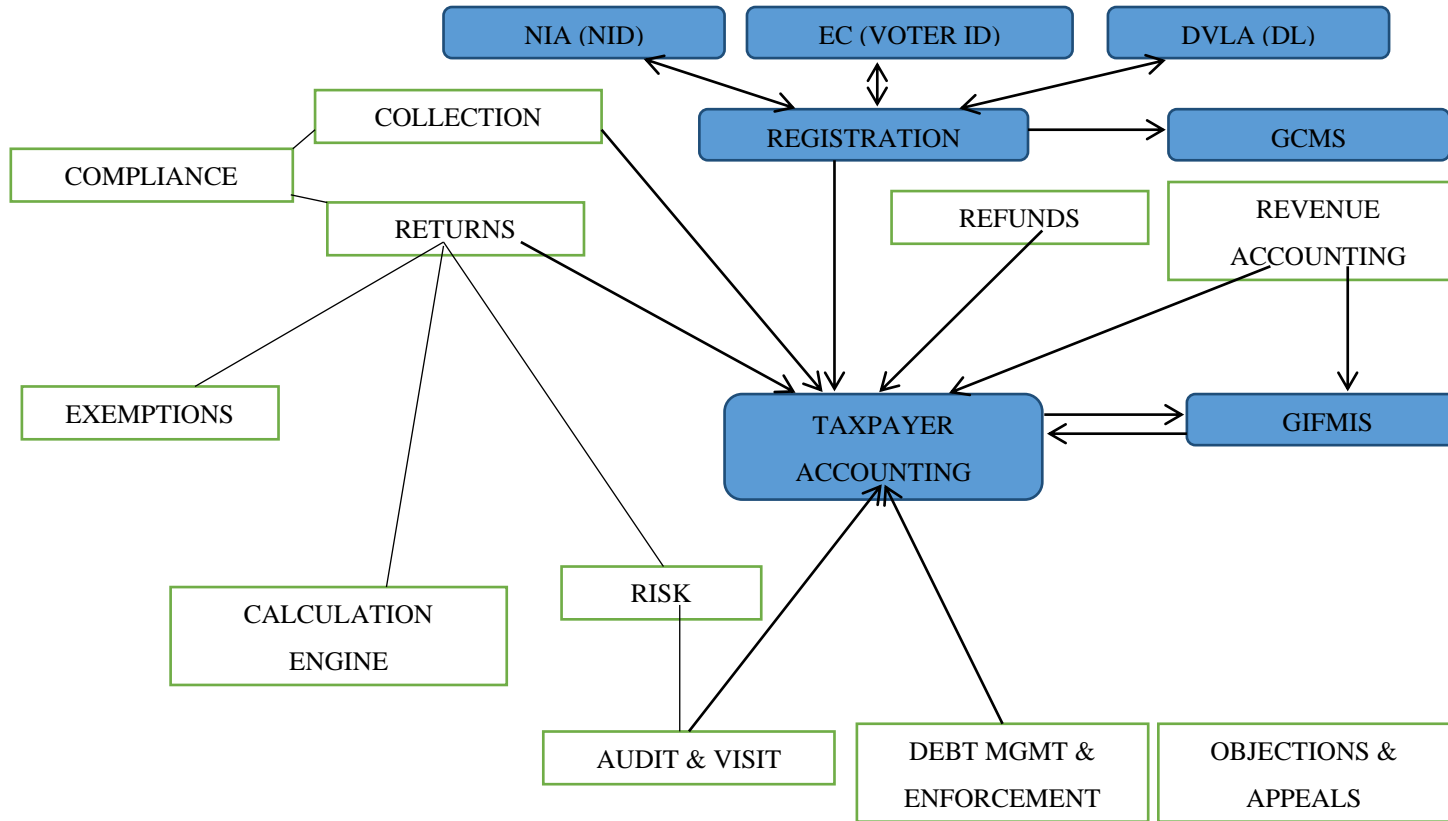 NIA (NID)
EC (VOTER ID)
DVLA (DL)
COLLECTION
REGISTRATION
GCMS
COMPLIANCE
RETURNS
REFUNDS
REVENUE
ACCOUNTING
EXEMPTIONS
TAXPAYER
ACCOUNTING
GIFMIS
CALCULATION
ENGINE
RISK
AUDIT & VISIT
DEBT MGMT &
ENFORCEMENT
OBJECTIONS &
APPEALS